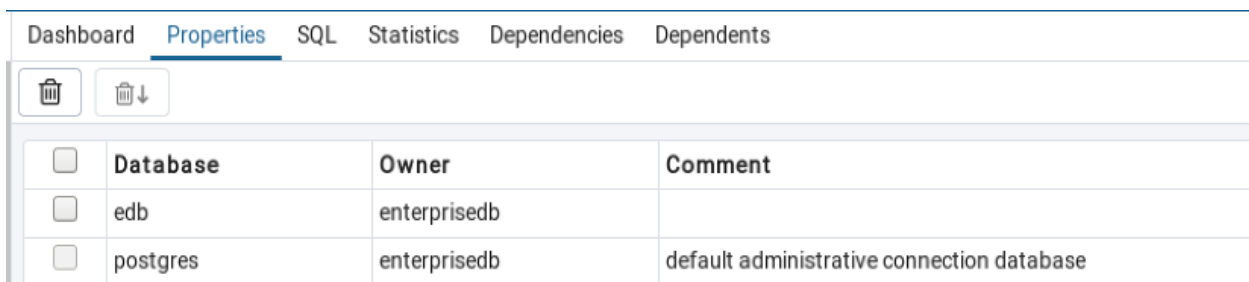 Dashboard Properties SQL Statistics Dependencies Dependents
Database Owner Comment
edb enterprisedb
postgres enterprisedb default administrative connection database